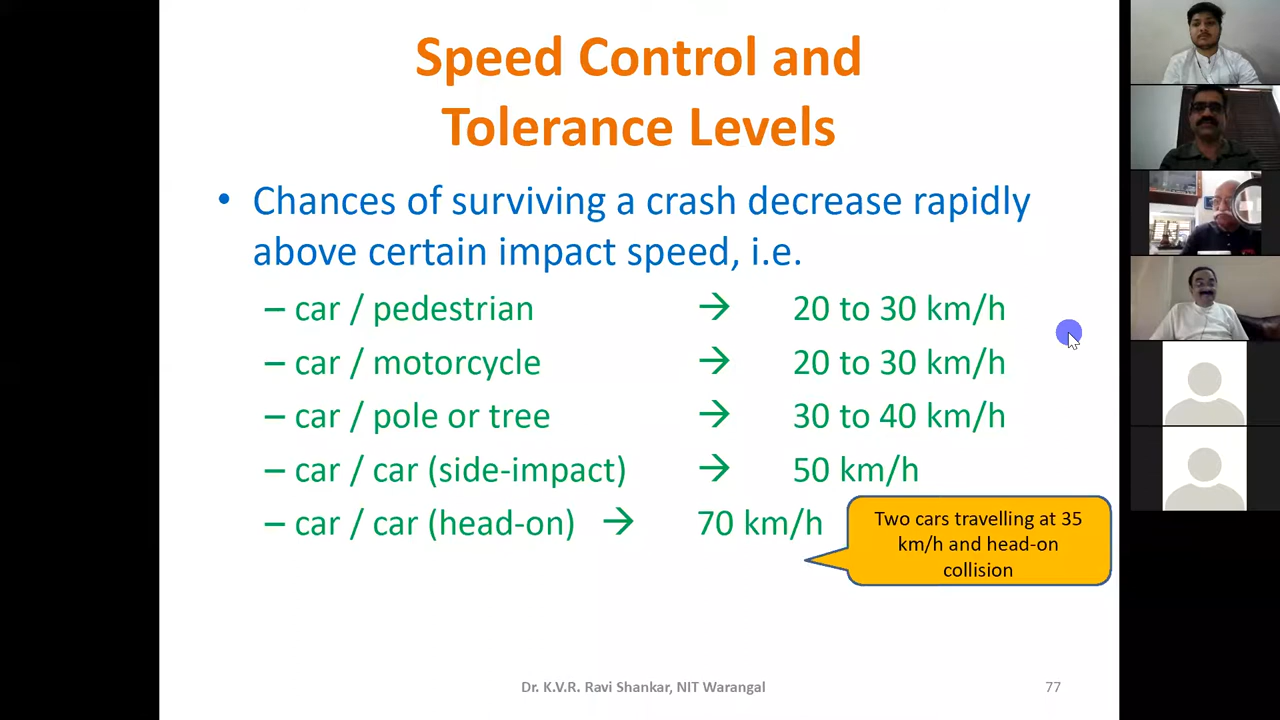 Speed Control and
Tolerance Levels
• Chances of surviving a crash decrease rapidly
above certain impact speed, i.e.
– car / pedestrian → 20 to 30 km/h
– car / motorcycle → 20 to 30 km/h
– car / pole or tree → 30 to 40 km/h
– car / car (side-impact) → 50 km/h
– car / car (head-on) → 70 km/h
Two cars travelling at 35
km/h and head-on
collision
Dr. K.V.R. Ravi Shankar, NIT Warangal
77